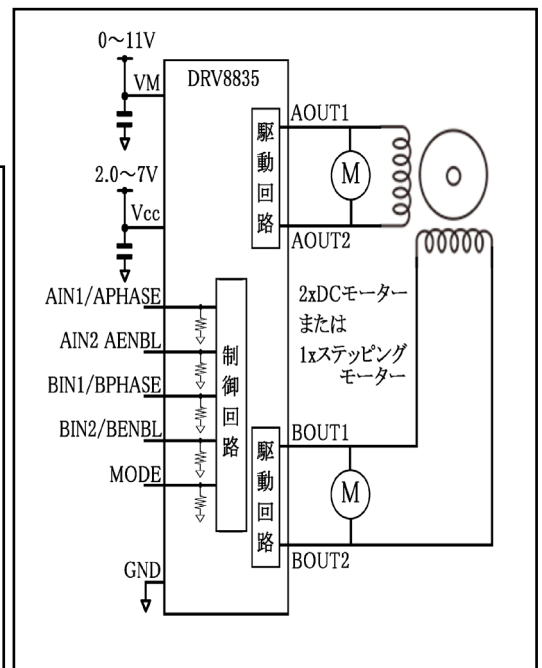 0～11V
VM
DRV8835
2.0～7V
Vcc
AIN1/APHASE
AIN2 AENBL
BIN1/BPHASE
BIN2/BENBL
MODE
GND
制御回路
駆動回路
AOUT1
M
AOUT2
2xDCモーター
または
1xステッピング
モーター
駆動回路
BOUT1
M
BOUT2